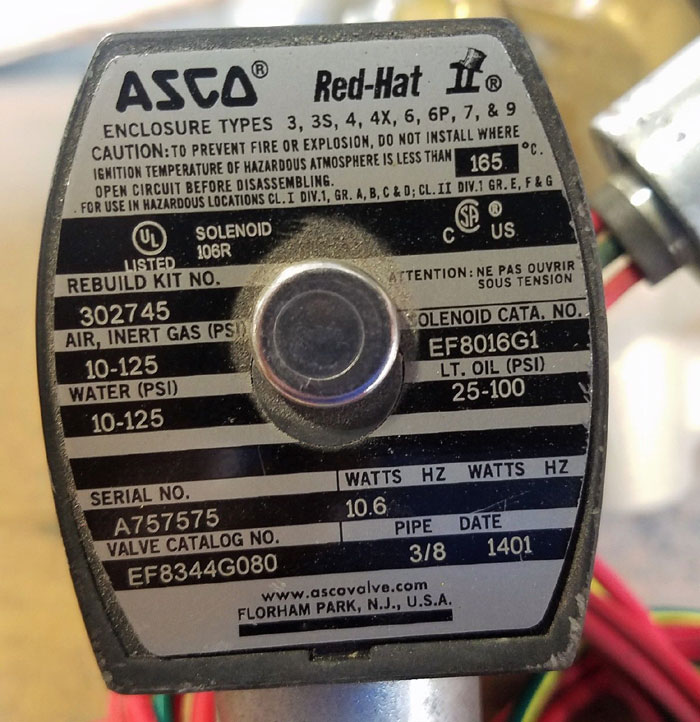 ASCO® Red-Hat II®
ENCLOSURE TYPES 3, 3S, 4, 4X, 6, 6P, 7, & 9
CAUTION: TO PREVENT FIRE OR EXPLOSION, DO NOT INSTALL WHERE
IGNITION TEMPERATURE OF HAZARDOUS ATMOSPHERE IS LESS THAN 165 °C.
OPEN CIRCUIT BEFORE DISASSEMBLING.
FOR USE IN HAZARDOUS LOCATIONS CL.I DIV.1, GR. A, B, C & D; CL.II DIV.1 GR. E, F & G
UL LISTED
SOLENOID
106R
C SA ® US
REBUILD KIT NO.
302745
ATTENTION: NE PAS OUVRIR
SOUS TENSION
AIR, INERT GAS (PSI)
10-125
OLENOID CATA. NO.
EF8016G1
WATER (PSI)
10-125
LT. OIL (PSI)
25-100
SERIAL NO.
A757575
WATTS HZ WATTS HZ
10.6
VALVE CATALOG NO.
EF8344G080
PIPE DATE
3/8 1401
www.ascovalve.com
FLORHAM PARK, N.J., U.S.A.